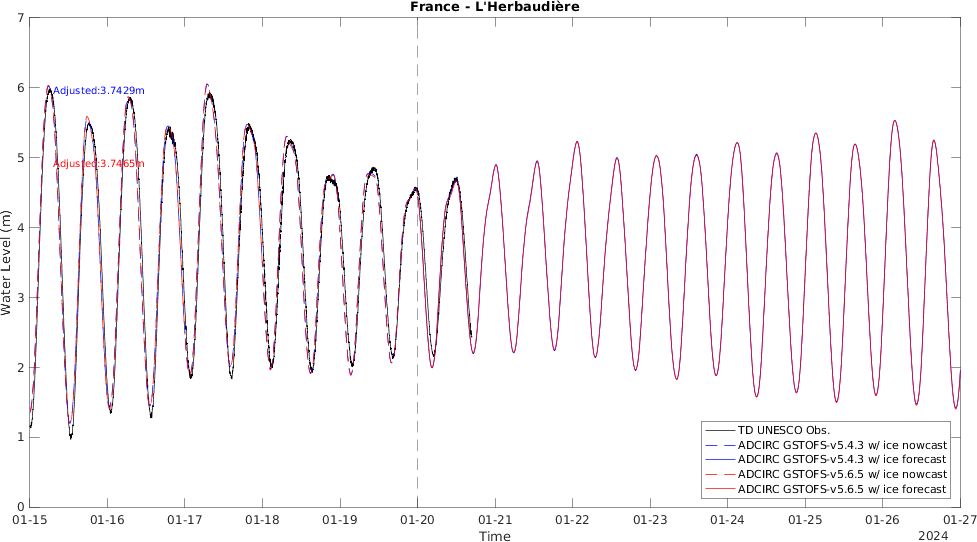 France - L'Herbaudière
7
6
5
4
3
2
1
0
Water Level (m)
Adjusted:3.7429m
Adjusted:3.7465m
TD UNESCO Obs.
ADCIRC GSTOFS-v5.4.3 w/ ice nowcast
ADCIRC GSTOFS-v5.4.3 w/ ice forecast
ADCIRC GSTOFS-v5.6.5 w/ ice nowcast
ADCIRC GSTOFS-v5.6.5 w/ ice forecast
01-15 01-16 01-17 01-18 01-19 01-20 01-21 01-22 01-23 01-24 01-25 01-26 01-27
Time
2024